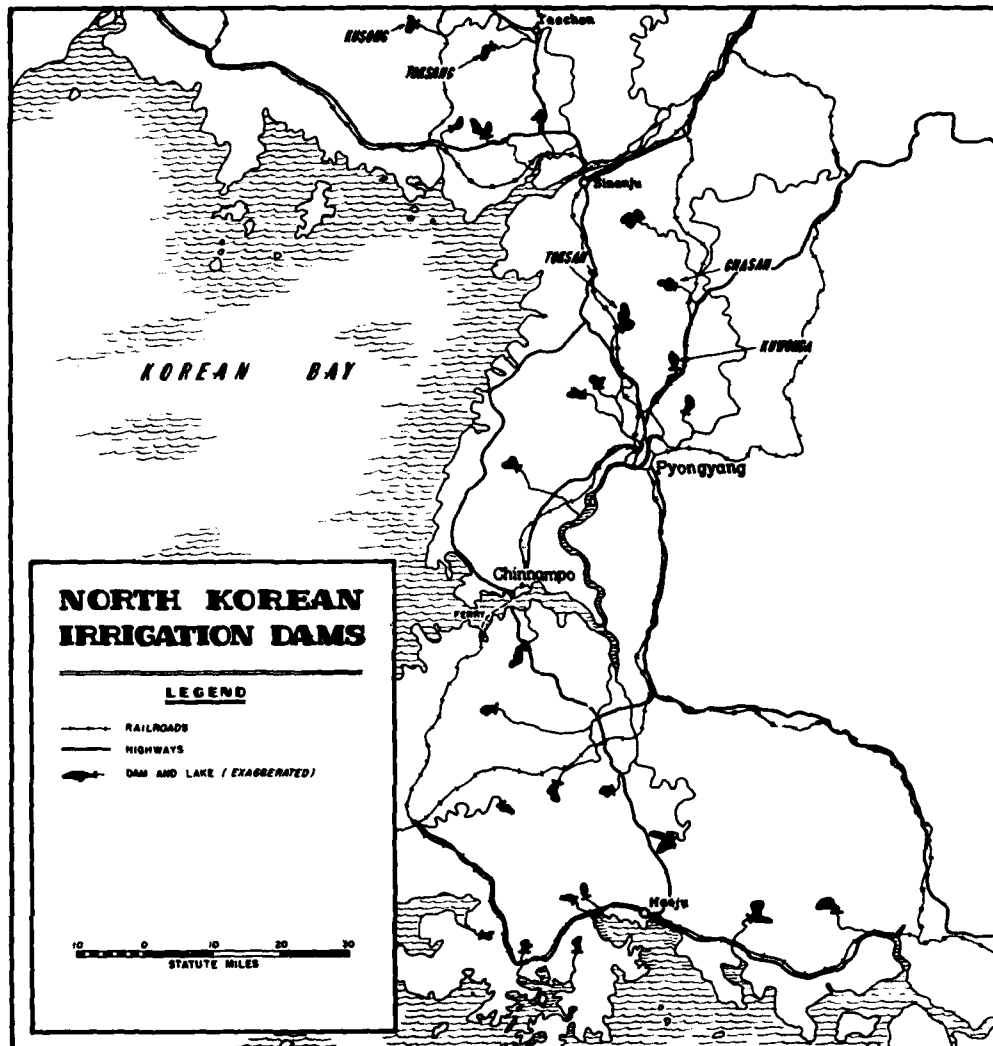 Taechon
KUSONG
TOKSANG
Sinanju
TOKSAN
CHASAN
KUWONGA
KOREAN BAY
Pyongyang
Chinnampo
FERRY
Haeju
NORTH KOREAN
IRRIGATION DAMS
LEGEND
RAILROADS
HIGHWAYS
DAM AND LAKE (EXAGGERATED)
10 0 10 20 30
STATUTE MILES